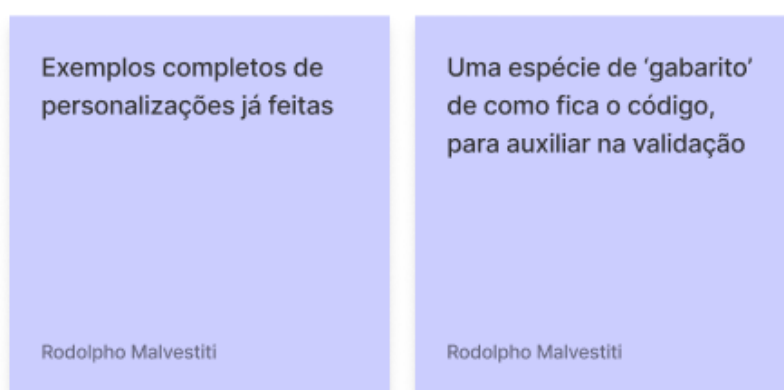 Exemplos completos de
personalizações já feitas
Rodolpho Malvestiti
Uma espécie de ‘gabarito’
de como fica o código,
para auxiliar na validação
Rodolpho Malvestiti